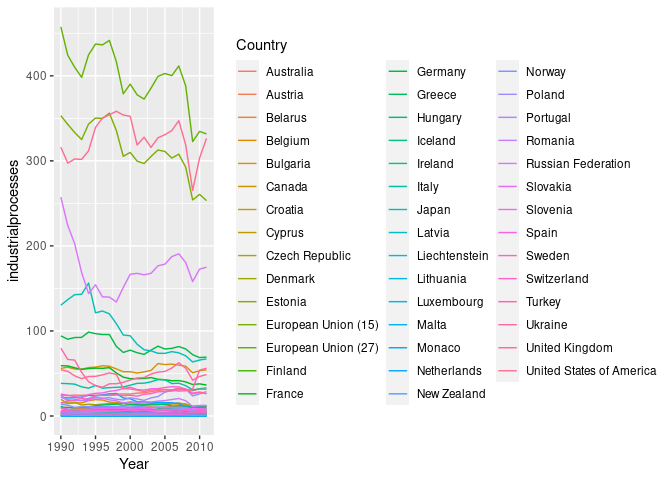 industrialprocesses
400
300
200
100
0
1990 1995 2000 2005 2010
Year
Country
Australia
Austria
Belarus
Belgium
Bulgaria
Canada
Croatia
Cyprus
Czech Republic
Denmark
Estonia
European Union (15)
European Union (27)
Finland
France
Germany
Greece
Hungary
Iceland
Ireland
Italy
Japan
Latvia
Liechtenstein
Lithuania
Luxembourg
Malta
Monaco
Netherlands
New Zealand
Norway
Poland
Portugal
Romania
Russian Federation
Slovakia
Slovenia
Spain
Sweden
Switzerland
Turkey
Ukraine
United Kingdom
United States of America